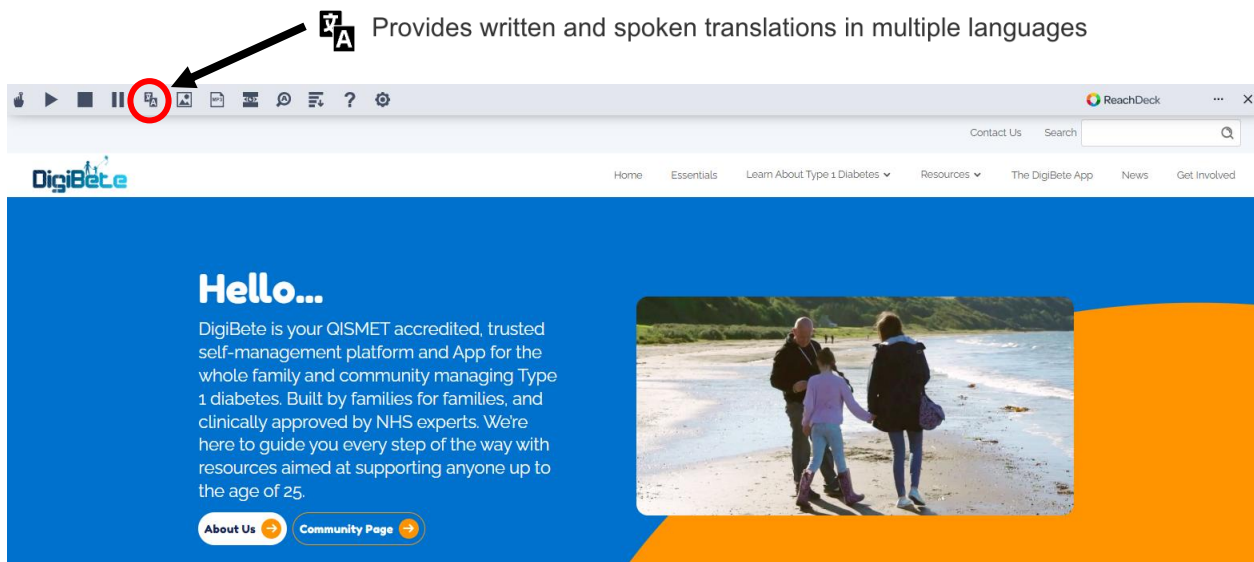 Provides written and spoken translations in multiple languages
ReachDeck
Contact Us Search
DigiBete
Home Essentials Learn About Type 1 Diabetes Resources The DigiBete App News Get Involved
Hello...
DigiBete is your QISMET accredited, trusted
self-management platform and App for the
whole family and community managing Type
1 diabetes. Built by families for families, and
clinically approved by NHS experts. We're
here to guide you every step of the way with
resources aimed at supporting anyone up to
the age of 25.
About Us Community Page